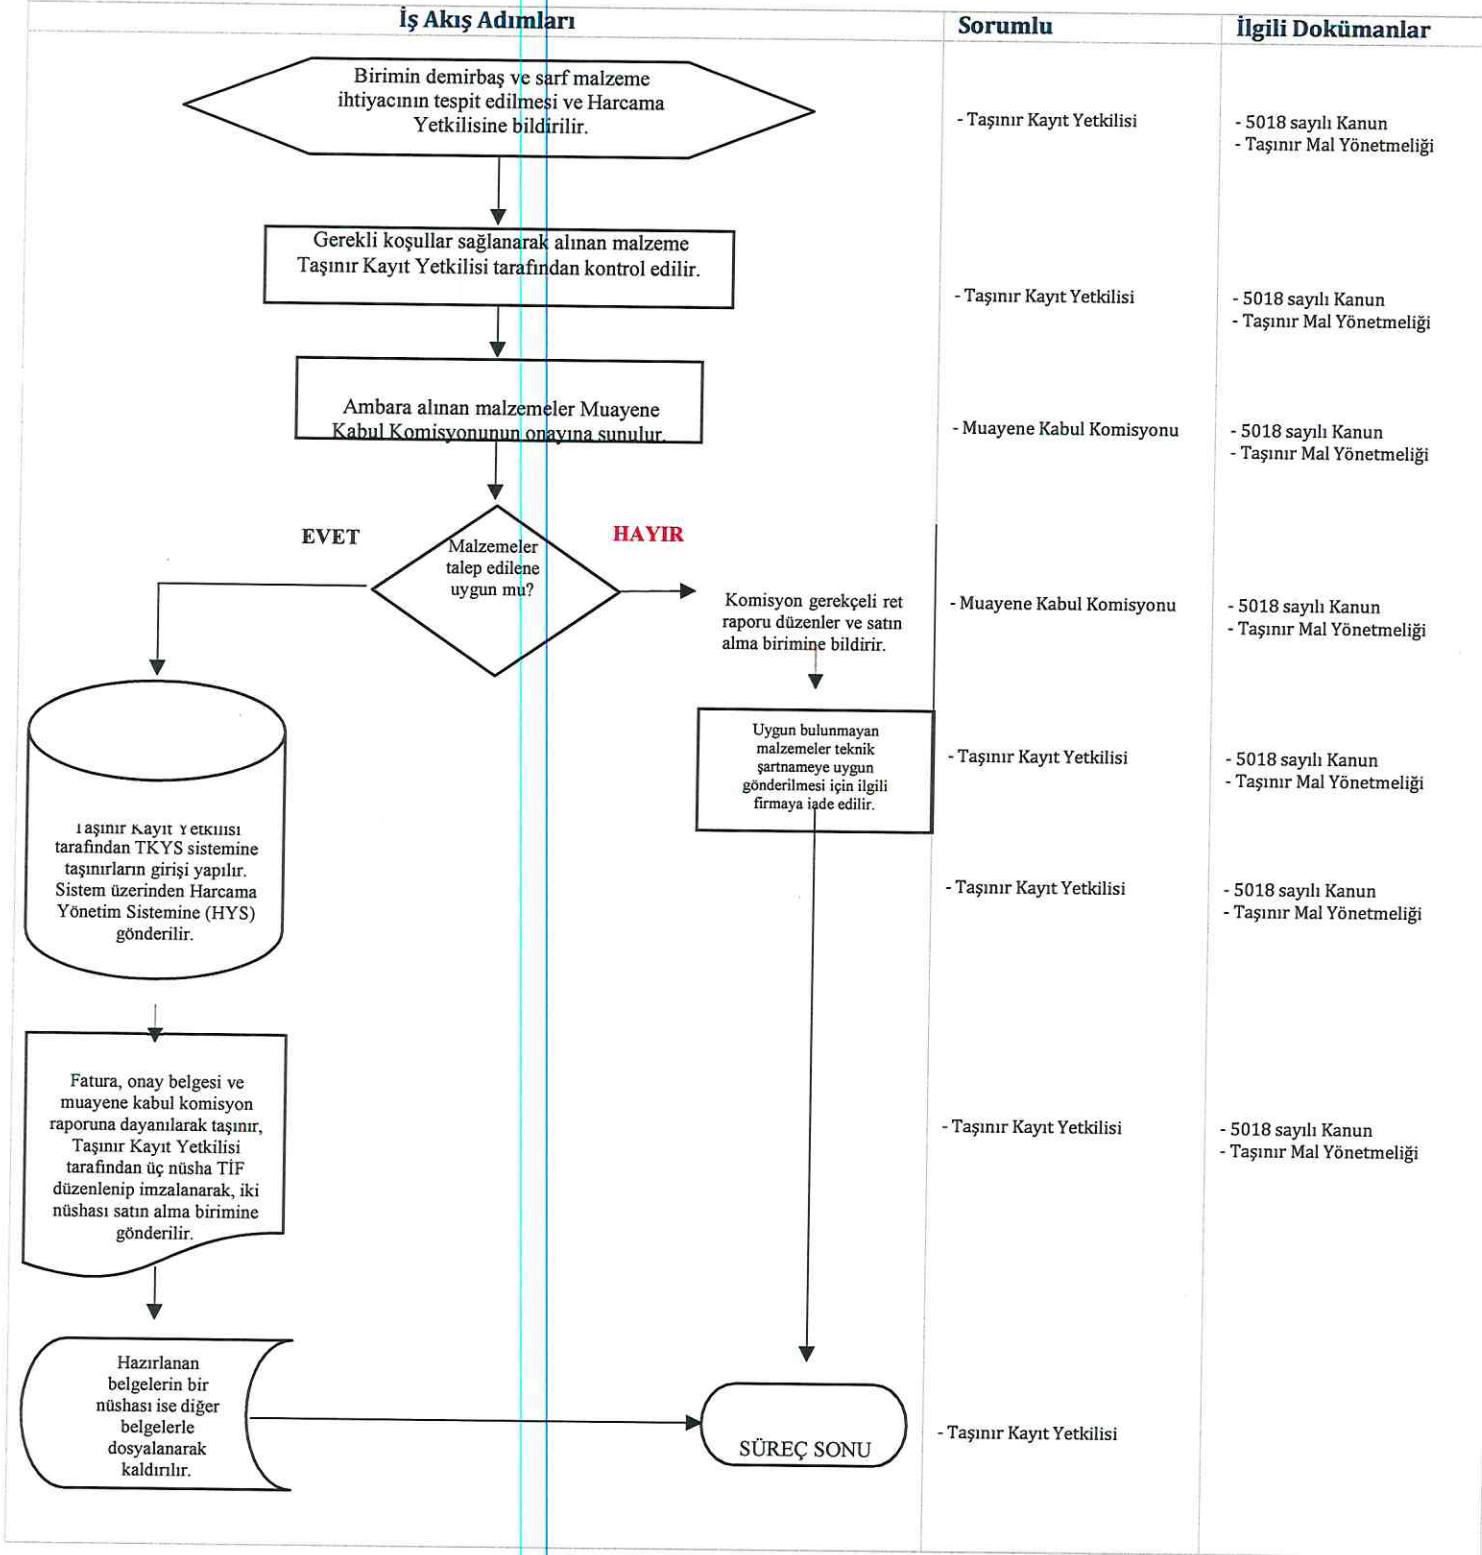 İş Akış Adımları
Sorumlu
İlgili Dokümanlar
Birimin demirbaş ve sarf malzeme
ihtiyacının tespit edilmesi ve Harcama
Yetkilisine bildirilir.
- Taşınır Kayıt Yetkilisi
- 5018 sayılı Kanun
- Taşınır Mal Yönetmeliği
Gerekli koşullar sağlanarak alınan malzeme
Taşınır Kayıt Yetkilisi tarafından kontrol edilir.
- Taşınır Kayıt Yetkilisi
- 5018 sayılı Kanun
- Taşınır Mal Yönetmeliği
Ambara alınan malzemeler Muayene
Kabul Komisyonunun onayına sunulur.
- Muayene Kabul Komisyonu
- 5018 sayılı Kanun
- Taşınır Mal Yönetmeliği
EVET
HAYIR
Malzemeler
talep edilene
uygun mu?
Komisyon gerekçeli ret
raporu düzenler ve satın
alma birimine bildirir.
- Muayene Kabul Komisyonu
- 5018 sayılı Kanun
- Taşınır Mal Yönetmeliği
Uygun bulunmayan
malzemeler teknik
şartnameye uygun
gönderilmesi için ilgili
firmaya iade edilir.
- Taşınır Kayıt Yetkilisi
- 5018 sayılı Kanun
- Taşınır Mal Yönetmeliği
Taşınır Kayıt Yetkilisi
tarafından TKYS sistemine
taşınırların girişi yapılır.
Sistem üzerinden Harcama
Yönetim Sistemine (HYS)
gönderilir.
- Taşınır Kayıt Yetkilisi
- 5018 sayılı Kanun
- Taşınır Mal Yönetmeliği
Fatura, onay belgesi ve
muayene kabul komisyon
raporuna dayanılarak taşınır,
Taşınır Kayıt Yetkilisi
tarafından üç nüsha TİF
düzenlenip imzalanarak, iki
nüshası satın alma birimine
gönderilir.
- Taşınır Kayıt Yetkilisi
- 5018 sayılı Kanun
- Taşınır Mal Yönetmeliği
Hazırlanan
belgelerin bir
nüshası ise diğer
belgelerle
dosyalanarak
kaldırılır.
SÜREÇ SONU
- Taşınır Kayıt Yetkilisi